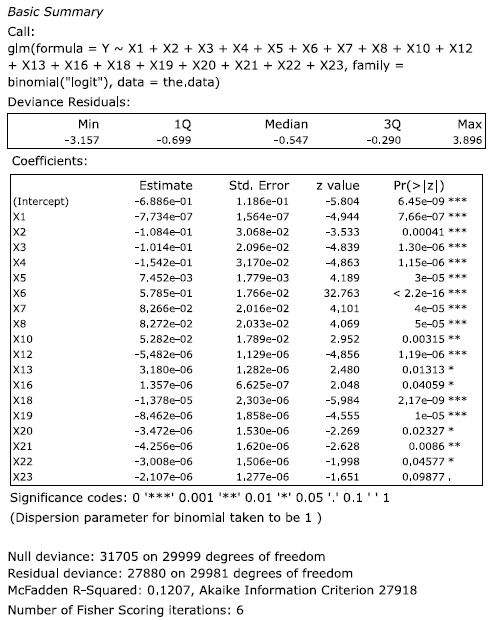 Basic Summary
Call:
glm(formula = Y ~ X1 + X2 + X3 + X4 + X5 + X6 + X7 + X8 + X10 + X12
+ X13 + X16 + X18 + X19 + X20 + X21 + X22 + X23, family =
binomial("logit"), data = the.data)
Deviance Residuals:
Min 1Q Median 3Q Max
-3.157 -0.699 -0.547 -0.290 3.896
Coefficients:
Estimate Std. Error z value Pr(>|z|)
(Intercept) -6.886e-01 1.186e-01 -5.804 6.45e-09 ***
X1 -7,734e-07 1,564e-07 -4,944 7,66e-07 ***
X2 -1.084e-01 3.068e-02 -3.533 0.00041 ***
X3 -1.014e-01 2.096e-02 -4.839 1.30e-06 ***
X4 -1,542e-01 3,170e-02 -4,863 1,15e-06 ***
X5 7.452e-03 1.779e-03 4.189 3e-05 ***
X6 5.785e-01 1.766e-02 32.763 < 2.2e-16 ***
X7 8,266e-02 2,016e-02 4,101 4e-05 ***
X8 8.272e-02 2.033e-02 4.069 5e-05 ***
X10 5.282e-02 1.789e-02 2.952 0.00315 **
X12 -5,482e-06 1,129e-06 -4,856 1,19e-06 ***
X13 3.180e-06 1.282e-06 2.480 0.01313 *
X16 1.357e-06 6.625e-07 2.048 0.04059 *
X18 -1,378e-05 2,303e-06 -5,984 2,17e-09 ***
X19 -8,462e-06 1,858e-06 -4,555 1e-05 ***
X20 -3.472e-06 1.530e-06 -2.269 0.02327 *
X21 -4.256e-06 1.620e-06 -2.628 0.0086 **
X22 -3,008e-06 1,506e-06 -1,998 0,04577 *
X23 -2.107e-06 1.277e-06 -1.651 0.09877 .
Significance codes: 0 '***' 0.001 '**' 0.01 '*' 0.05 '.' 0.1 ' ' 1
(Dispersion parameter for binomial taken to be 1 )
Null deviance: 31705 on 29999 degrees of freedom
Residual deviance: 27880 on 29981 degrees of freedom
McFadden R-Squared: 0.1207, Akaike Information Criterion 27918
Number of Fisher Scoring iterations: 6